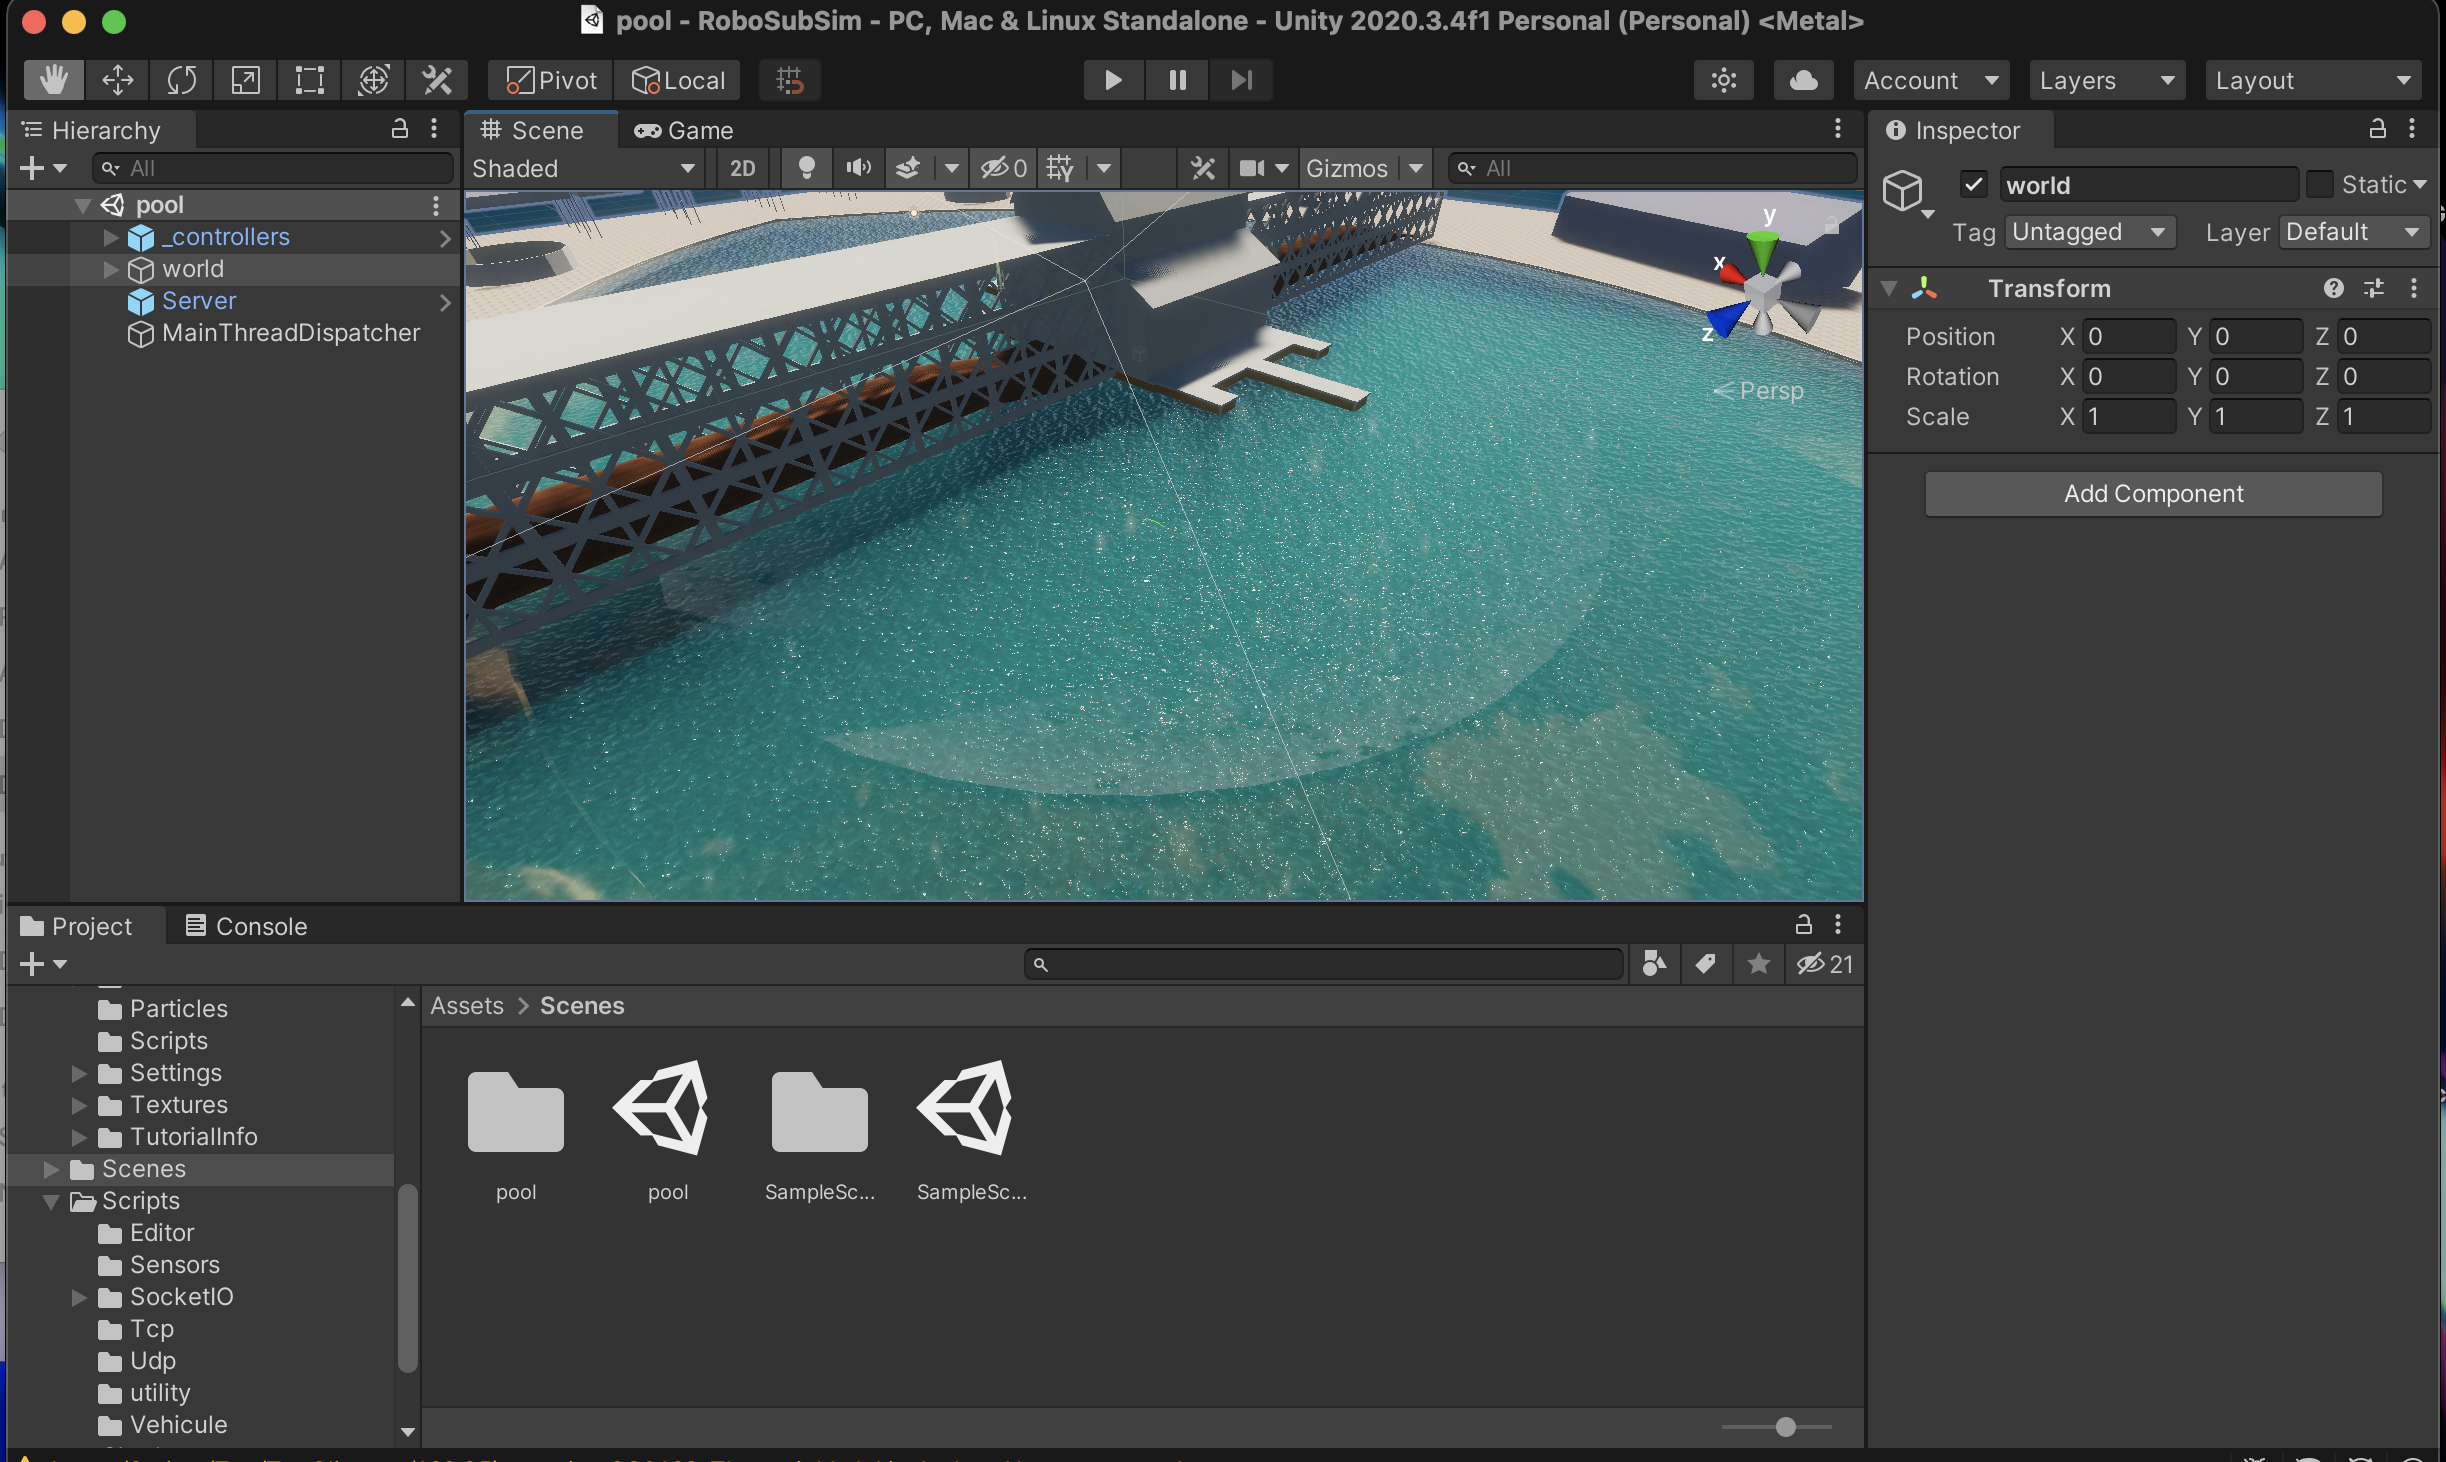 pool - RoboSubSim - PC, Mac & Linux Standalone - Unity 2020.3.4f1 Personal (Personal) <Metal>
Pivot Local Account Layers Layout
Hierarchy
All
pool
_controllers
world
Server
MainThreadDispatcher
Scene Game
Shaded 2D 0 Gizmos All
y
x
z
< Persp
Inspector
world Static
Tag Untagged Layer Default
Transform
Position X 0 Y 0 Z 0
Rotation X 0 Y 0 Z 0
Scale X 1 Y 1 Z 1
Add Component
Project Console
21
Particles
Scripts
Settings
Textures
TutorialInfo
Scenes
Scripts
Editor
Sensors
SocketIO
Tcp
Udp
utility
Vehicule
Assets > Scenes
pool pool SampleSc... SampleSc...